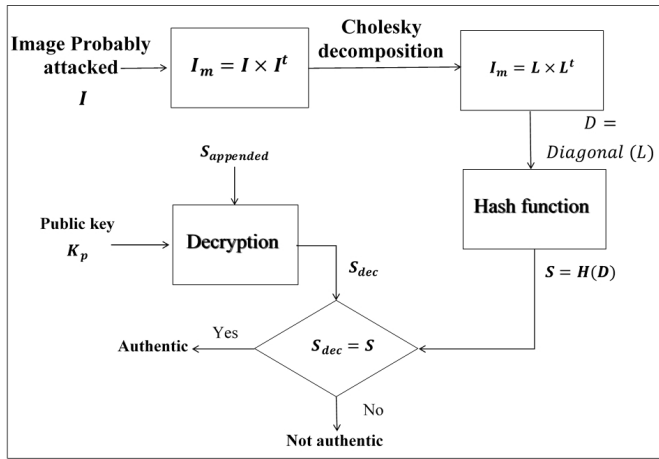 Image Probably
attacked
I
I_m = I × I^t
Cholesky
decomposition
I_m = L × L^t
D =
Diagonal (L)
Hash function
S = H(D)
S_appended
Public key
K_p
Decryption
S_dec
S_dec = S
Yes
Authentic
No
Not authentic